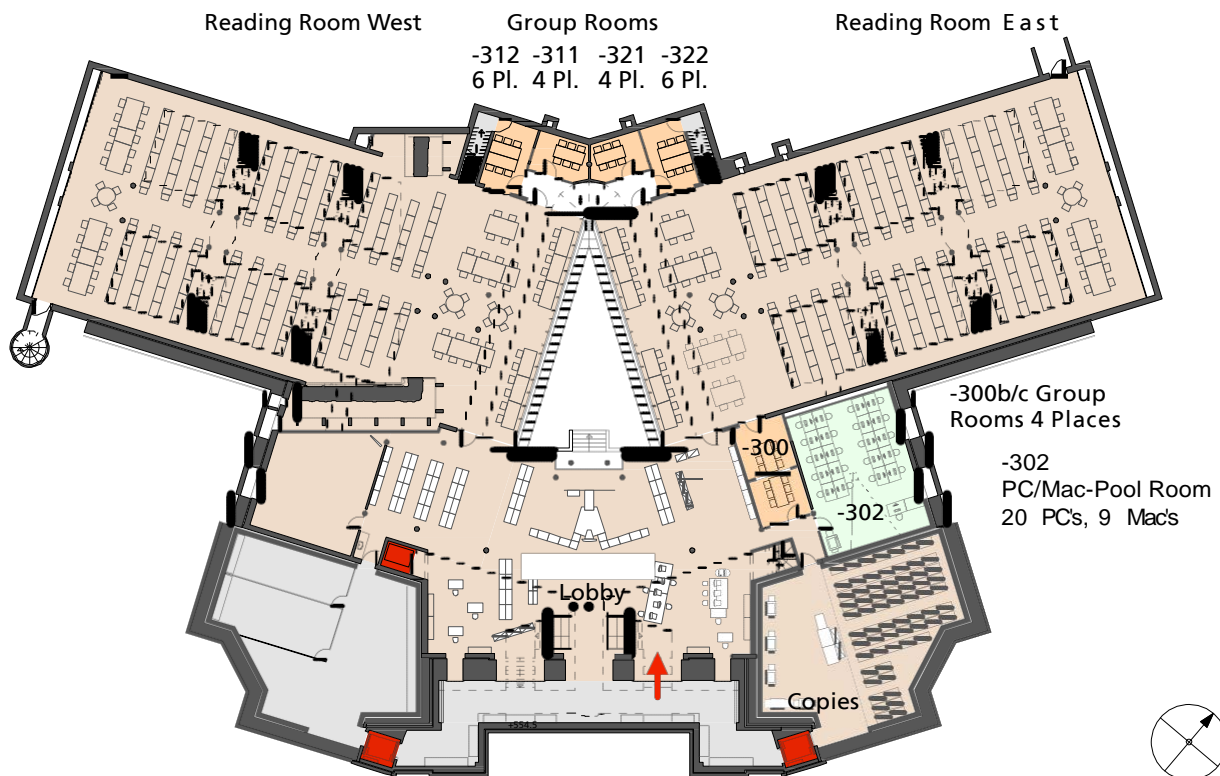 Reading Room West
Group Rooms
Reading Room East
-312 -311 -321 -322
6 Pl. 4 Pl. 4 Pl. 6 Pl.
-300b/c Group
Rooms 4 Places
-300
-302
PC/Mac-Pool Room
20 PC's, 9 Mac's
-302
Lobby
Copies
+554.5